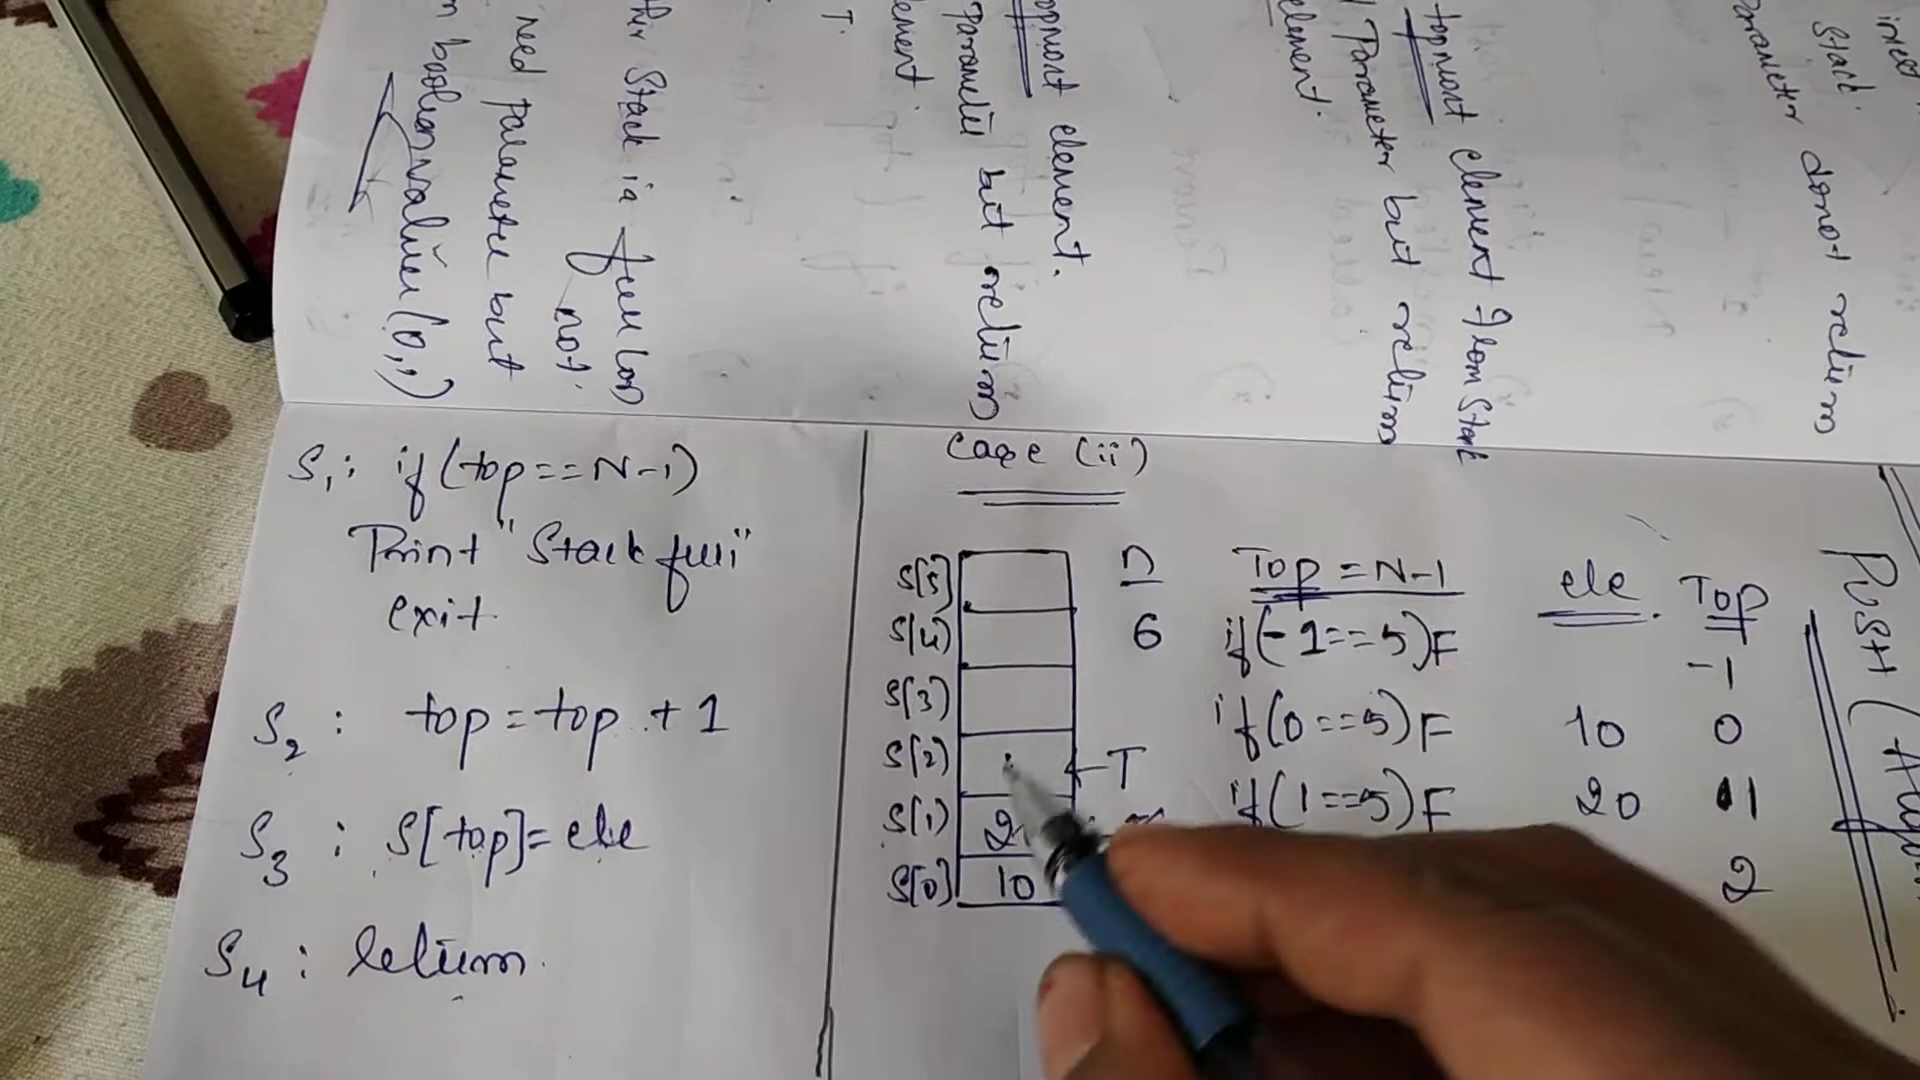 inse
Stack.
Parameter donot return
topmost element From Stack
Parameter but return
element.
topmost element.
Parameter but return
ement.
T.
Stack is a full (or)
not.
need parameter but
n boolean value (0,1)
S1: if(top==N-1)
Print "Stack full"
exit
S2: top=top+1
S3: S[top]=ele
S4: return.
Case (ii)
S[5]
S[4]
S[3]
S[2] ←T
S[1] 2
S[0] 10
n
6
Top=N-1
if(-1==5)F
if(0==5)F
if(1==5)F
ele
10
20
Top
-1
0
1
2
PUSH (Algo